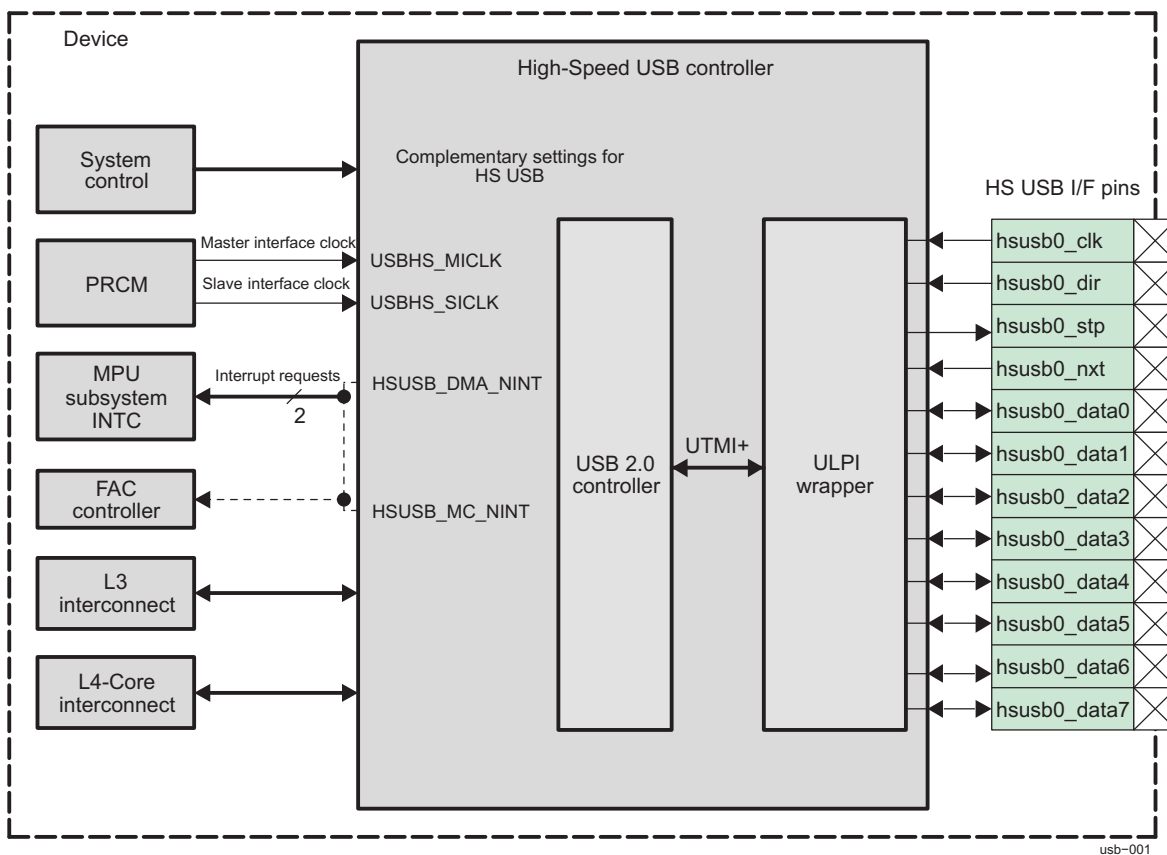 Device
High-Speed USB controller
System
control
Complementary settings for
HS USB
HS USB I/F pins
PRCM
Master interface clock
USBHS_MICLK
Slave interface clock
USBHS_SICLK
MPU
subsystem
INTC
Interrupt requests
2
HSUSB_DMA_NINT
FAC
controller
HSUSB_MC_NINT
L3
interconnect
L4-Core
interconnect
USB 2.0
controller
UTMI+
ULPI
wrapper
hsusb0_clk
hsusb0_dir
hsusb0_stp
hsusb0_nxt
hsusb0_data0
hsusb0_data1
hsusb0_data2
hsusb0_data3
hsusb0_data4
hsusb0_data5
hsusb0_data6
hsusb0_data7
usb−001